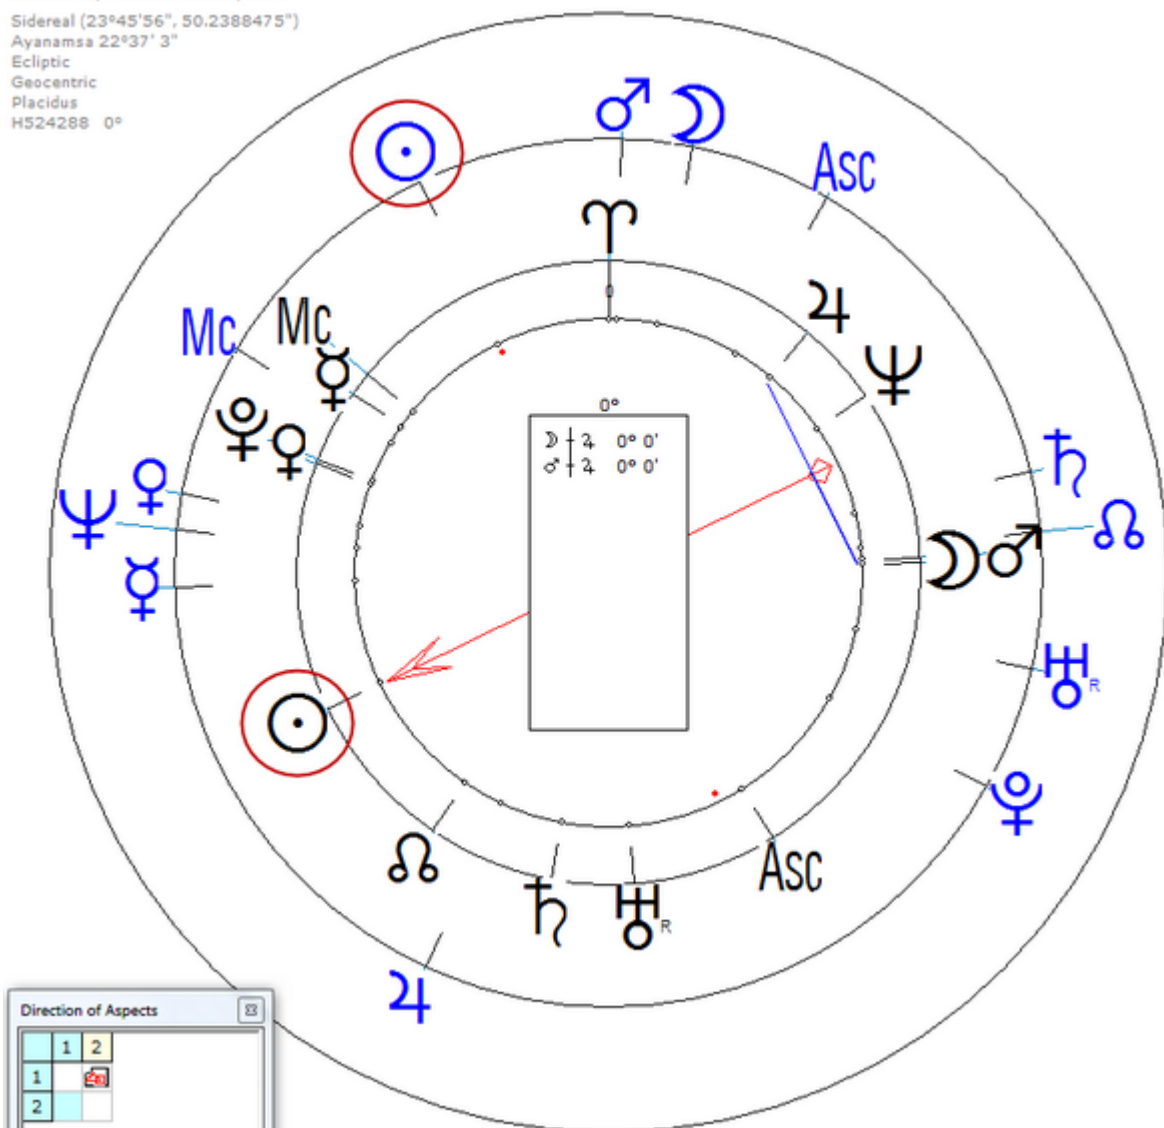 Sidereal (23°45'56", 50.2388475")
Ayanamsa 22°37' 3"
Ecliptic
Geocentric
Placidus
H524288 0°
♂ ☽
☉
Asc
♈
0
♃
Mc
Mc
☿
♆
♇
♀
♀
♆
☿
0°
☽ ♃ 0° 0'
♂ ♃ 0° 0'
♄
☊
☽ ♂
♅ R
☉
♇
☊
♄
♅ R
Asc
♃
Direction of Aspects
1 2
1
2